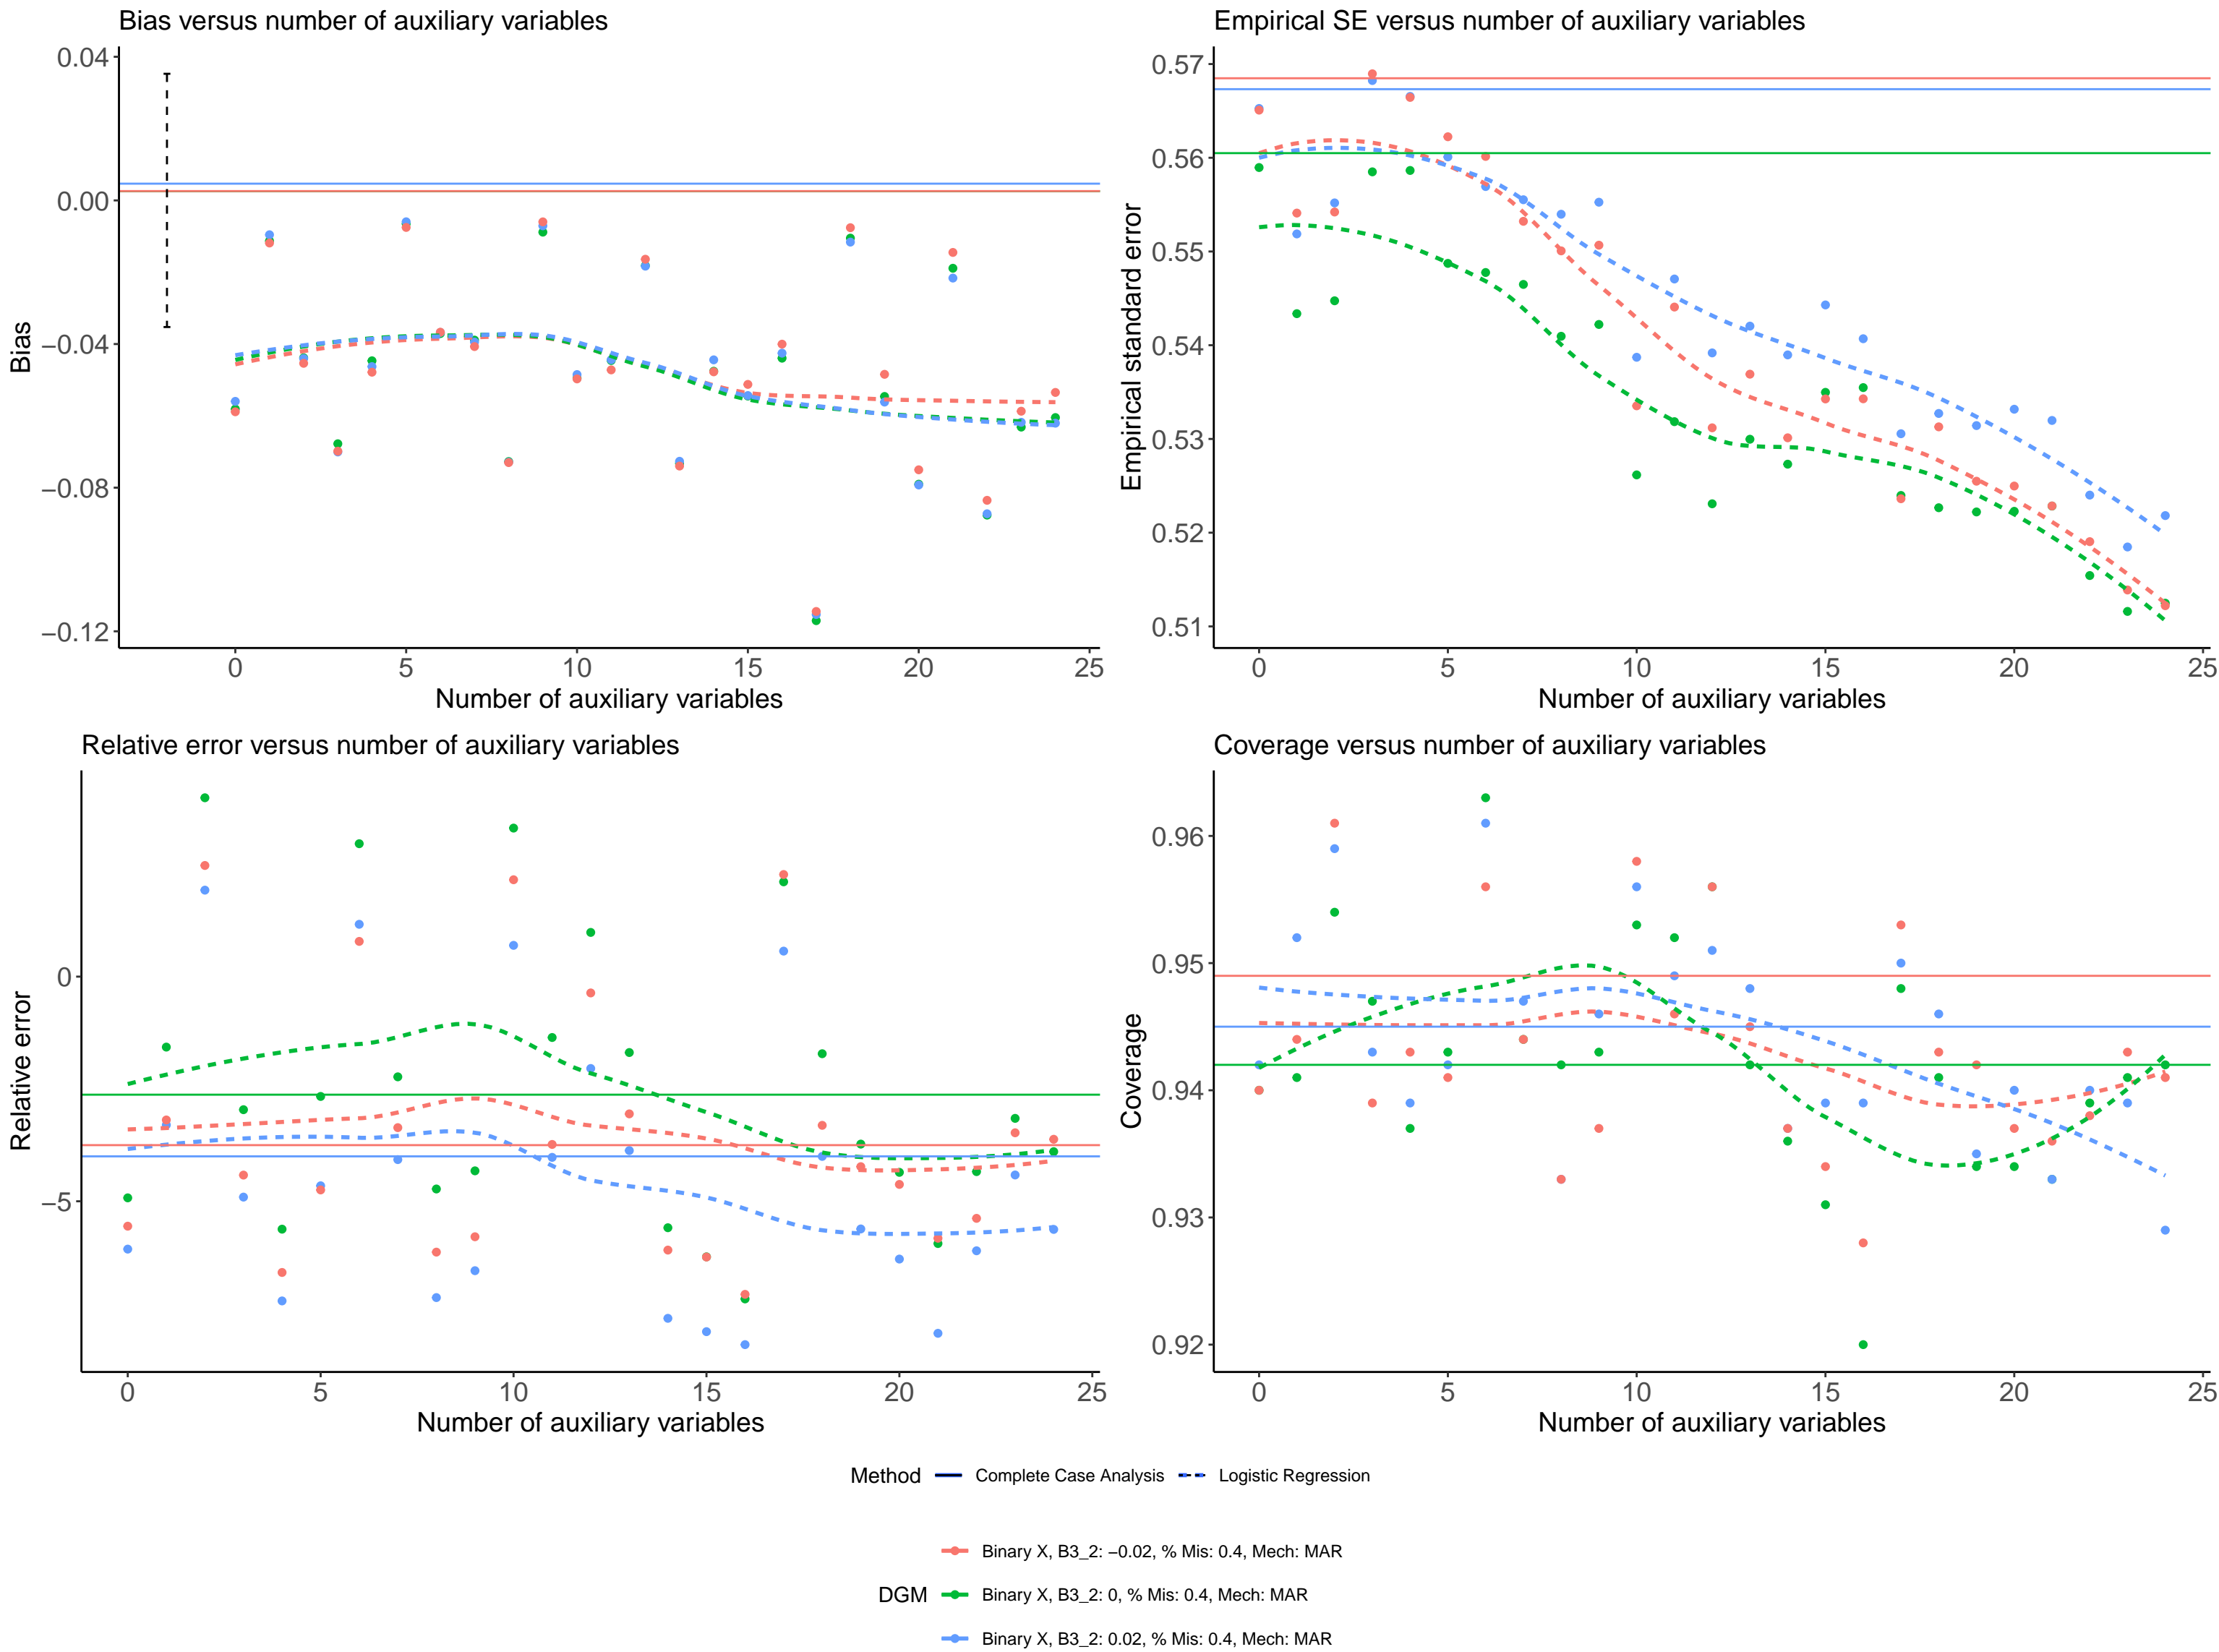 Bias versus number of auxiliary variables
Empirical SE versus number of auxiliary variables
0.04
0.00
−0.04
−0.08
−0.12
Bias
0 5 10 15 20 25
Number of auxiliary variables
0.57
0.56
0.55
0.54
0.53
0.52
0.51
Empirical standard error
0 5 10 15 20 25
Number of auxiliary variables
Relative error versus number of auxiliary variables
Coverage versus number of auxiliary variables
0
−5
Relative error
0 5 10 15 20 25
Number of auxiliary variables
0.96
0.95
0.94
0.93
0.92
Coverage
0 5 10 15 20 25
Number of auxiliary variables
Method Complete Case Analysis Logistic Regression
Binary X, B3_2: −0.02, % Mis: 0.4, Mech: MAR
DGM Binary X, B3_2: 0, % Mis: 0.4, Mech: MAR
Binary X, B3_2: 0.02, % Mis: 0.4, Mech: MAR